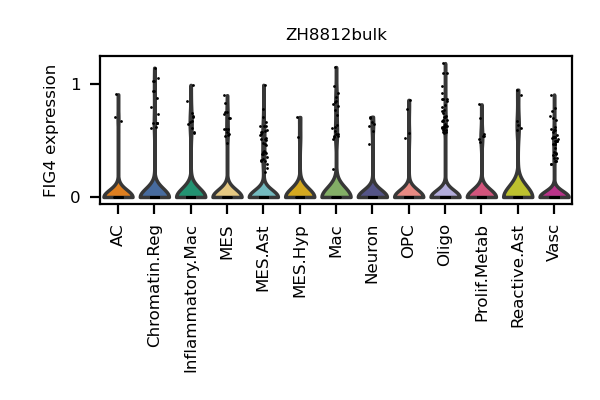 ZH8812bulk
FIG4 expression
1
0
AC
Chromatin.Reg
Inflammatory.Mac
MES
MES.Ast
MES.Hyp
Mac
Neuron
OPC
Oligo
Prolif.Metab
Reactive.Ast
Vasc